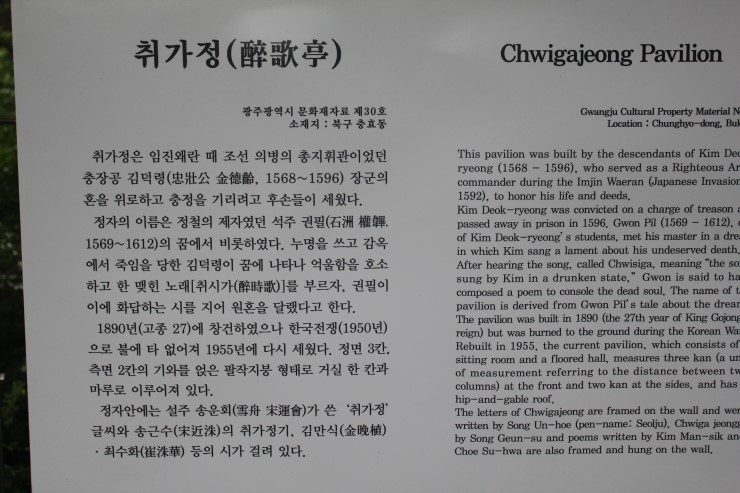 취가정(醉歌亭)
광주광역시 문화재자료 제30호
소재지 : 북구 충효동
취가정은 임진왜란 때 조선 의병의 총지휘관이었던
충장공 김덕령(忠壯公 金德齡, 1568~1596) 장군의
혼을 위로하고 충정을 기리려고 후손들이 세웠다.
정자의 이름은 정철의 제자였던 석주 권필(石洲 權韠,
1569~1612)의 꿈에서 비롯하였다. 누명을 쓰고 감옥
에서 죽임을 당한 김덕령이 꿈에 나타나 억울함을 호소
하고 한 맺힌 노래[취시가(醉時歌)]를 부르자, 권필이
이에 화답하는 시를 지어 원혼을 달랬다고 한다.
1890년(고종 27)에 창건하였으나 한국전쟁(1950년)
으로 불에 타 없어져 1955년에 다시 세웠다. 정면 3칸,
측면 2칸의 기와를 얹은 팔작지붕 형태로 거실 한 칸과
마루로 이루어져 있다.
정자안에는 설주 송운회(雪舟 宋運會)가 쓴 '취가정'
글씨와 송근수(宋近洙)의 취가정기, 김만식(金晩植)
· 최수화(崔洙華) 등의 시가 걸려 있다.
Chwigajeong Pavilion
Gwangju Cultural Property Material
Location : Chunghyo-dong,
This pavilion was built by the descendants of Kim
ryeong (1568 - 1596), who served as a Righteous
commander during the Imjin Waeran (Japanese
1592), to honor his life and deeds.
Kim Deok-ryeong was convicted on a charge of treason
passed away in prison in 1596. Gwon Pil (1569 - 1612),
of Kim Deok-ryeong's students, met his master in a
in which Kim sang a lament about his undeserved death.
After hearing the song, called Chwisiga, meaning "the
sung by Kim in a drunken state," Gwon is said to
composed a poem to console the dead soul. The name of
pavilion is derived from Gwon Pil's tale about the
The pavilion was built in 1890 (the 27th year of King
reign) but was burned to the ground during the Korean
Rebuilt in 1955, the current pavilion, which consists of
sitting room and a floored hall, measures three kan (a
of measurement referring to the distance between
columns) at the front and two kan at the sides, and has
hip-and-gable roof.
The letters of Chwigajeong are framed on the wall and
written by Song Un-hoe (pen-name: Seolju). Chwiga
by Song Geun-su and poems written by Kim Man-sik
Choe Su-hwa are also framed and hung on the wall.